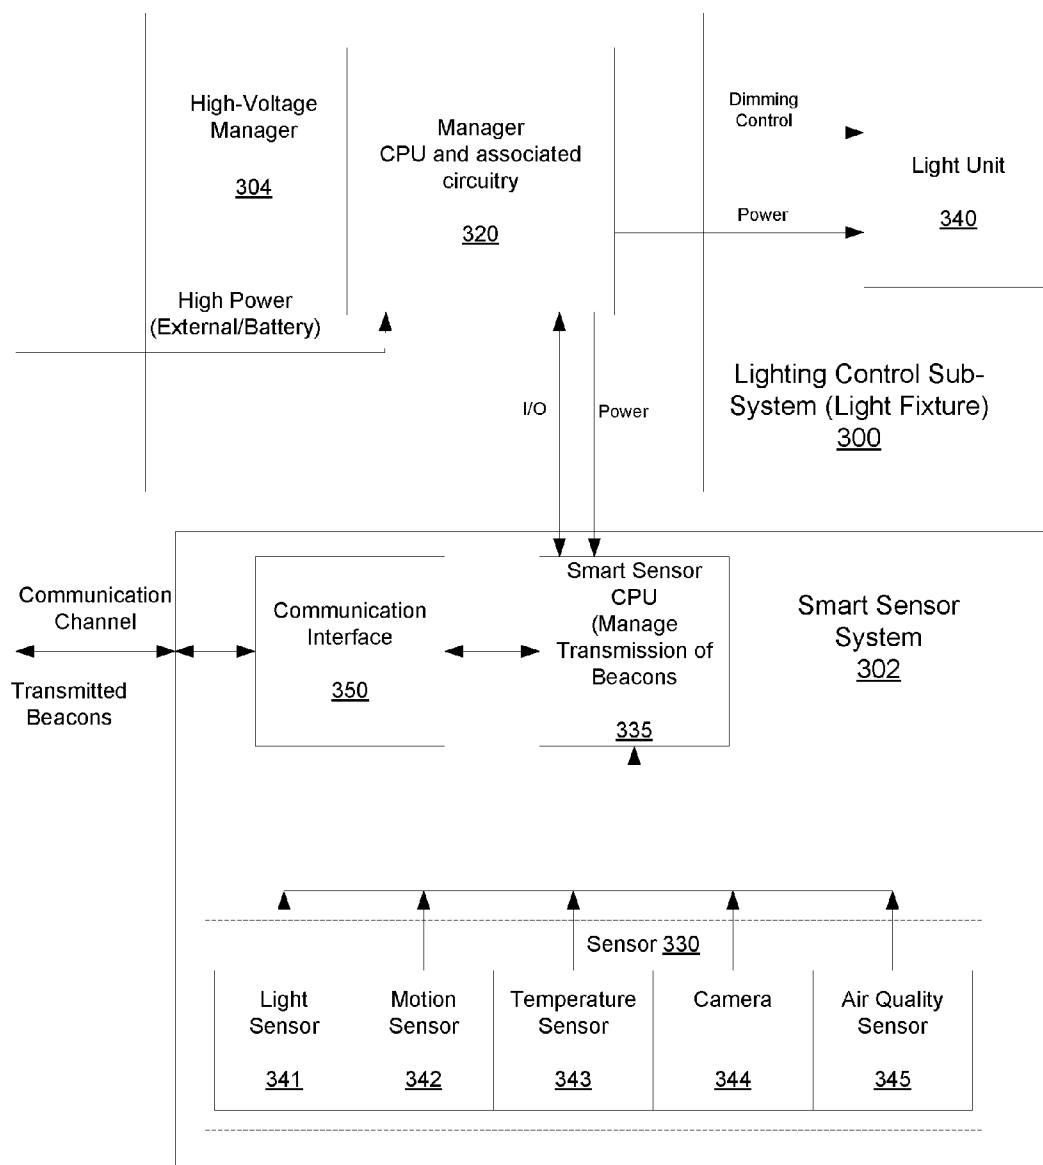 High-Voltage
Manager
304
Manager
CPU and associated
circuitry
320
Dimming
Control
Light Unit
340
Power
High Power
(External/Battery)
I/O
Power
Lighting Control Sub-
System (Light Fixture)
300
Communication
Channel
Transmitted
Beacons
Communication
Interface
350
Smart Sensor
CPU
(Manage
Transmission of
Beacons
335
Smart Sensor
System
302
Sensor 330
Light
Sensor
341
Motion
Sensor
342
Temperature
Sensor
343
Camera
344
Air Quality
Sensor
345